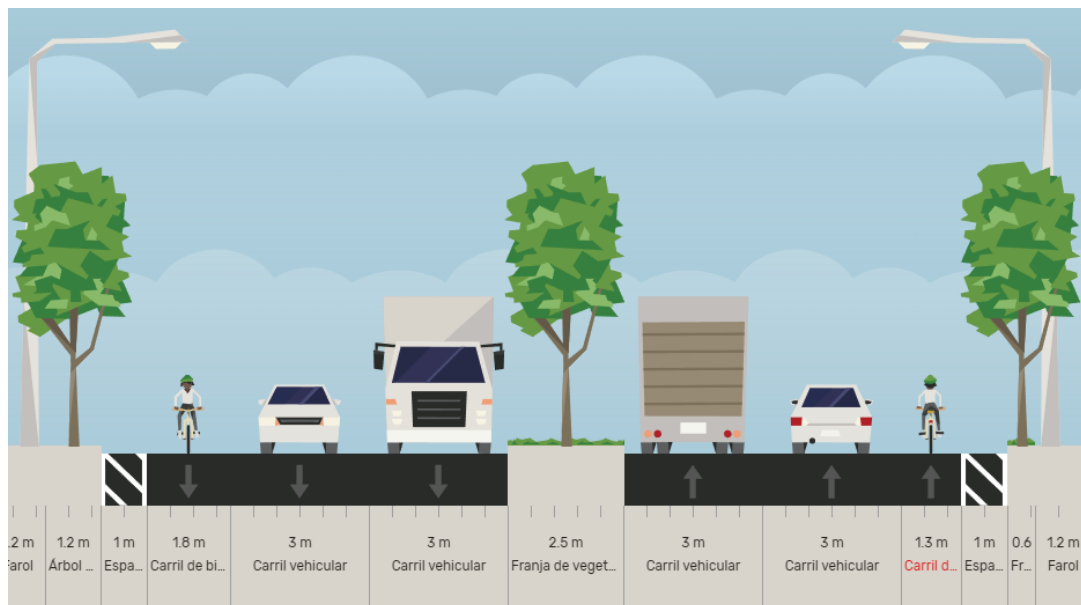 .2 m 1.2 m 1 m 1.8 m 3 m 3 m 2.5 m 3 m 3 m 1.3 m 1 m 0.6 1.2 m
Farol Árbol ... Espa... Carril de bi... Carril vehicular Carril vehicular Franja de veget... Carril vehicular Carril vehicular Carril d... Espa... Fr... Farol